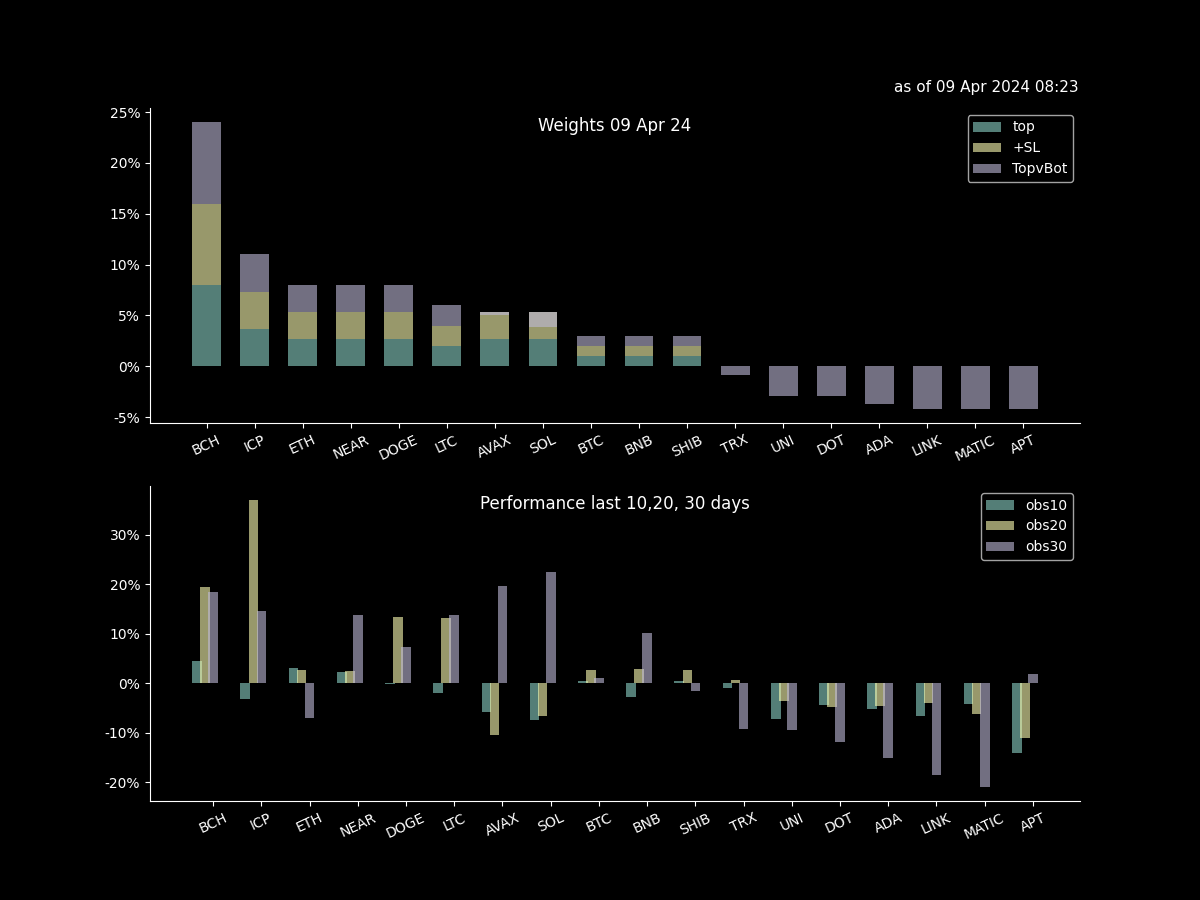 as of 09 Apr 2024 08:23
Weights 09 Apr 24
top
+SL
TopvBot
25%
20%
15%
10%
5%
0%
-5%
BCH ICP ETH NEAR DOGE LTC AVAX SOL BTC BNB SHIB TRX UNI DOT ADA LINK MATIC APT
Performance last 10,20, 30 days
obs10
obs20
obs30
30%
20%
10%
0%
-10%
-20%
BCH ICP ETH NEAR DOGE LTC AVAX SOL BTC BNB SHIB TRX UNI DOT ADA LINK MATIC APT